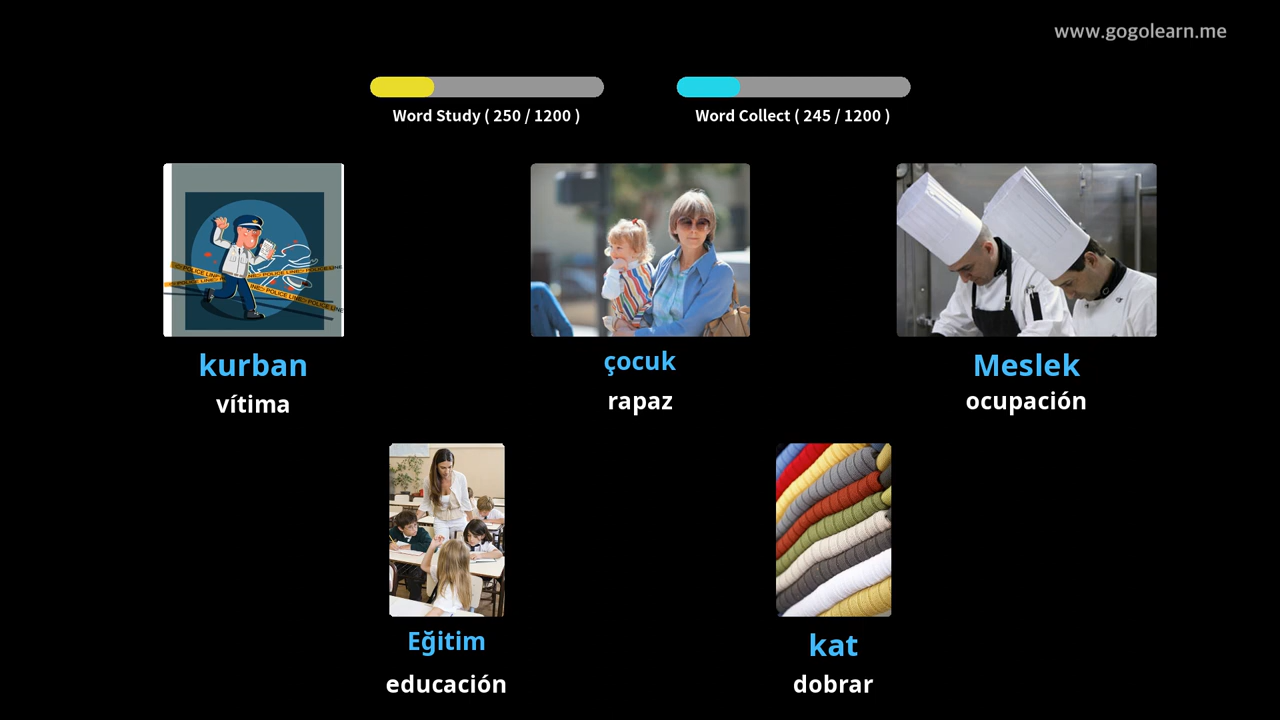 www.gogolearn.me
Word Study ( 250 / 1200 )
Word Collect ( 245 / 1200 )
kurban
vítima
çocuk
rapaz
Meslek
ocupación
Eğitim
educación
kat
dobrar